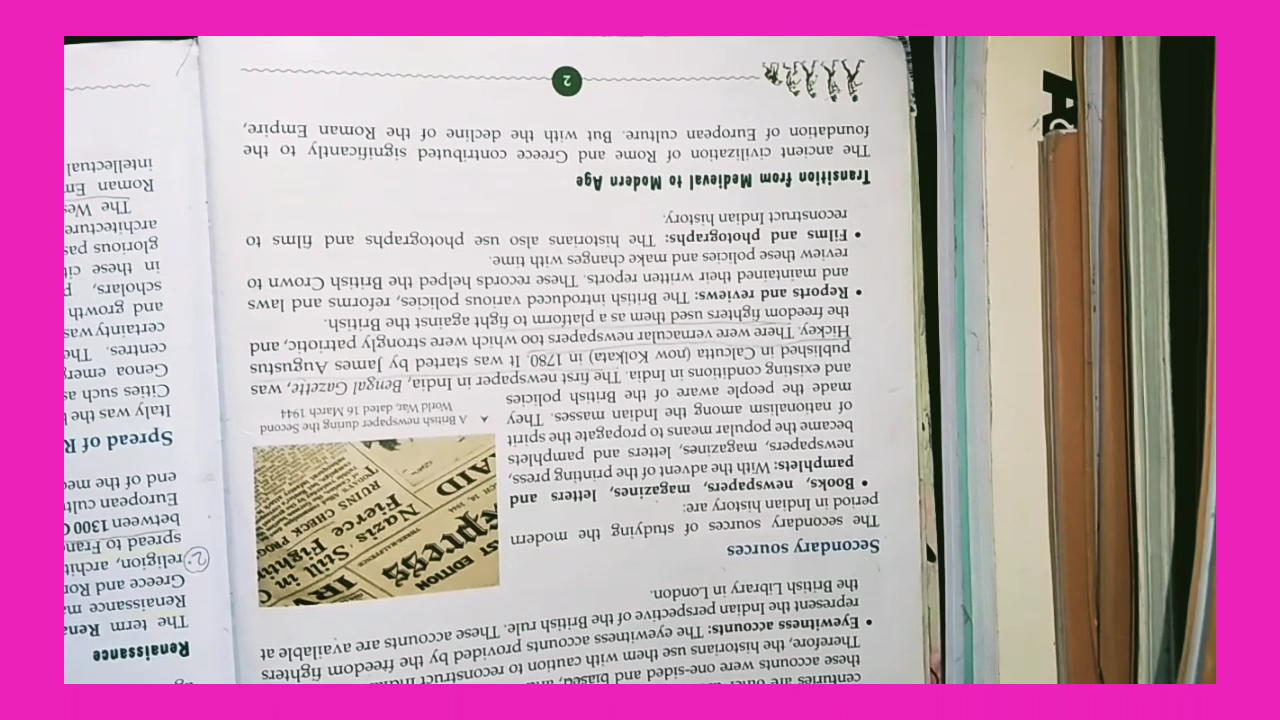 centuries are
these accounts were one-sided and biased,
Therefore, the historians use them with caution to reconstruct
• Eyewitness accounts: The eyewitness accounts provided by the freedom fighters
represent the Indian perspective of the British rule. These accounts are available at
the British Library in London.
Secondary sources
The secondary sources of studying the modern
period in Indian history are:
• Books, newspapers, magazines, letters and
pamphlets: With the advent of the printing press,
newspapers, magazines, letters and pamphlets
became the popular means to propagate the spirit
of nationalism among the Indian masses. They
made the people aware of the British policies
and existing conditions in India. The first newspaper in India, Bengal Gazette, was
published in Calcutta (now Kolkata) in 1780. It was started by James Augustus
Hickey. There were vernacular newspapers too which were strongly patriotic, and
the freedom fighters used them as a platform to fight against the British.
EDITION
Nazis Still in
Fierce
RUINS CHECK
AID
➤ A British newspaper during the Second
World War, dated 16 March 1944
• Reports and reviews: The British introduced various policies, reforms and laws
and maintained their written reports. These records helped the British Crown to
review these policies and make changes with time.
• Films and photographs: The historians also use photographs and films to
reconstruct Indian history.
Transition from Medieval to Modern Age
The ancient civilization of Rome and Greece contributed significantly to the
foundation of European culture. But with the decline of the Roman Empire,
2
Renaissance
The term
Renaissance
Greece and
religion,
2.
spread to
between 1300
European
end of the
Spread of
Italy was the
Cities such as
Genoa
centres.
certainty was
and growth
scholars,
in these
glorious
architecture
The
Roman
intellectual